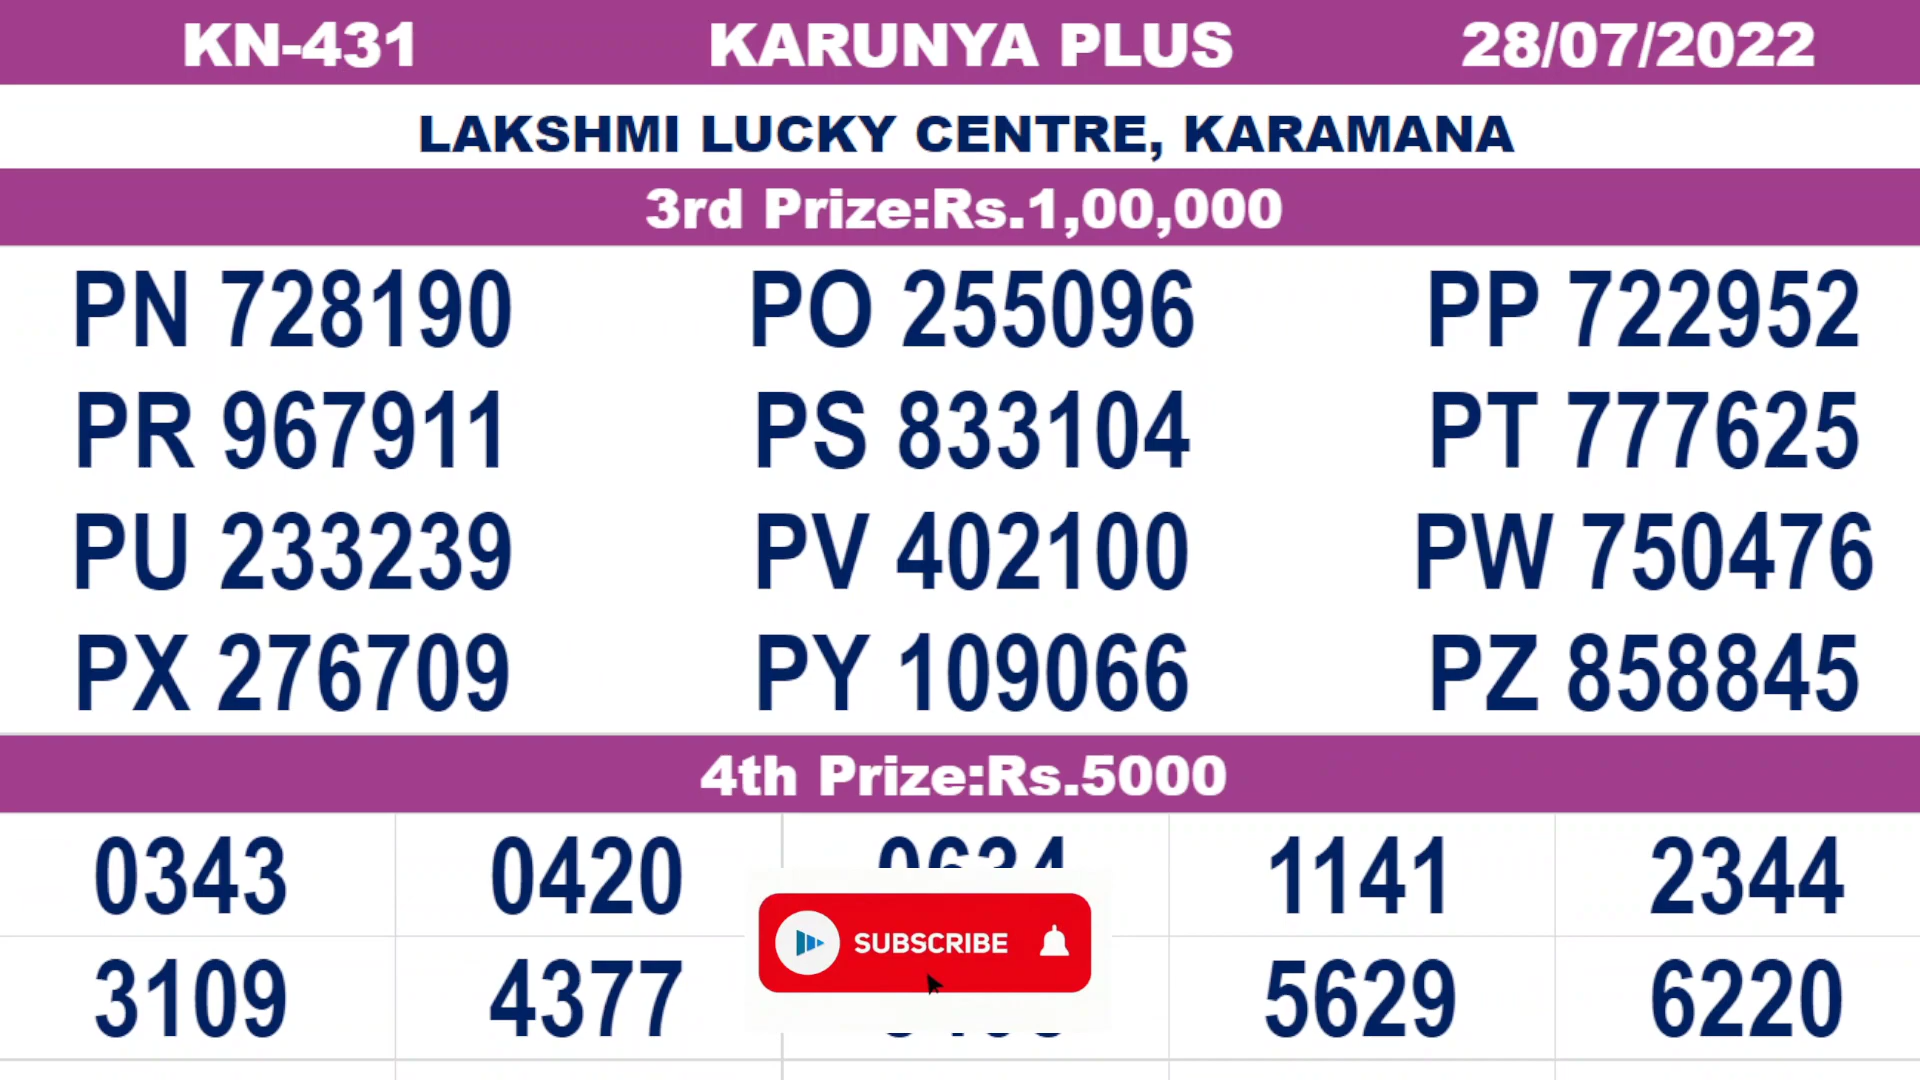 KN-431 KARUNYA PLUS 28/07/2022
LAKSHMI LUCKY CENTRE, KARAMANA
3rd Prize:Rs.1,00,000
PN 728190 PO 255096 PP 722952
PR 967911 PS 833104 PT 777625
PU 233239 PV 402100 PW 750476
PX 276709 PY 109066 PZ 858845
4th Prize:Rs.5000
0343 0420 1141 2344
SUBSCRIBE
3109 4377 5629 6220